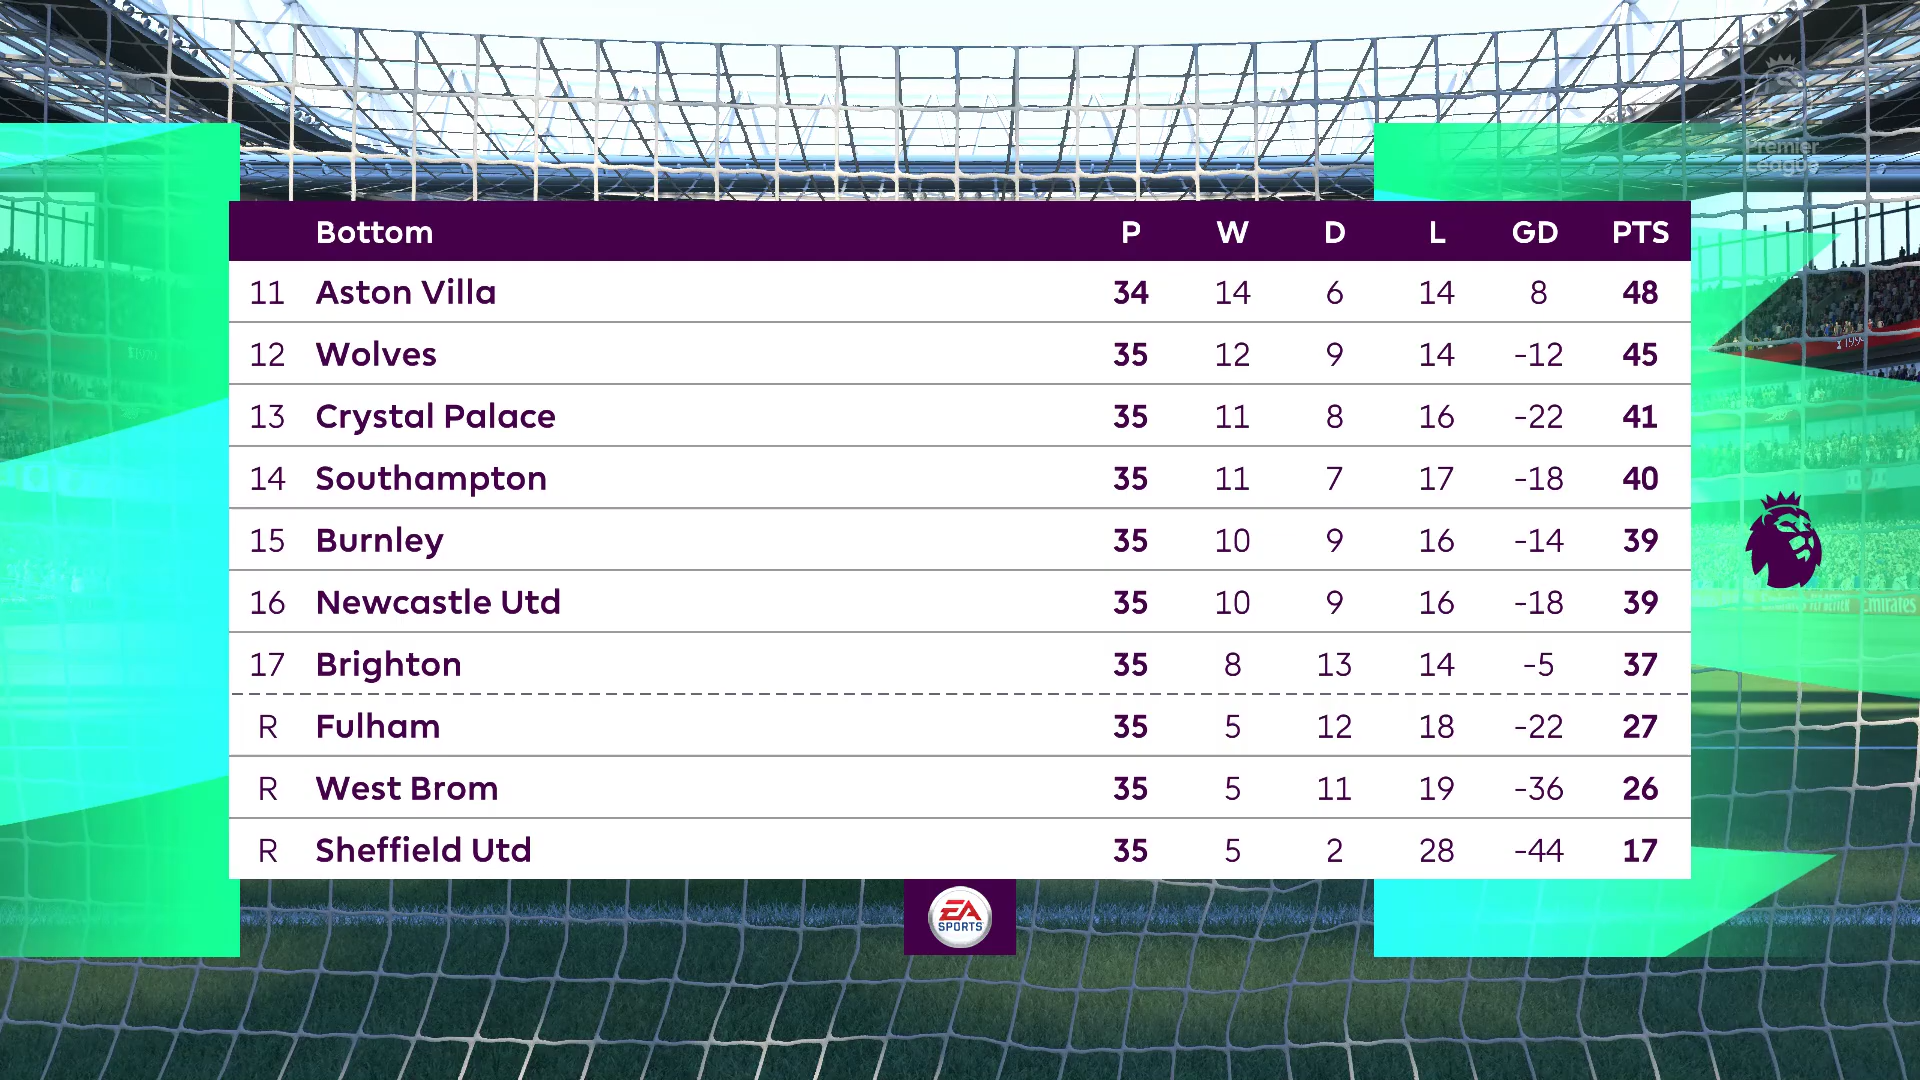 Premier
League
Bottom P W D L GD PTS
11 Aston Villa 34 14 6 14 8 48
12 Wolves 35 12 9 14 -12 45
13 Crystal Palace 35 11 8 16 -22 41
14 Southampton 35 11 7 17 -18 40
15 Burnley 35 10 9 16 -14 39
16 Newcastle Utd 35 10 9 16 -18 39
17 Brighton 35 8 13 14 -5 37
R Fulham 35 5 12 18 -22 27
R West Brom 35 5 11 19 -36 26
R Sheffield Utd 35 5 2 28 -44 17
EA
SPORTS
Emirates